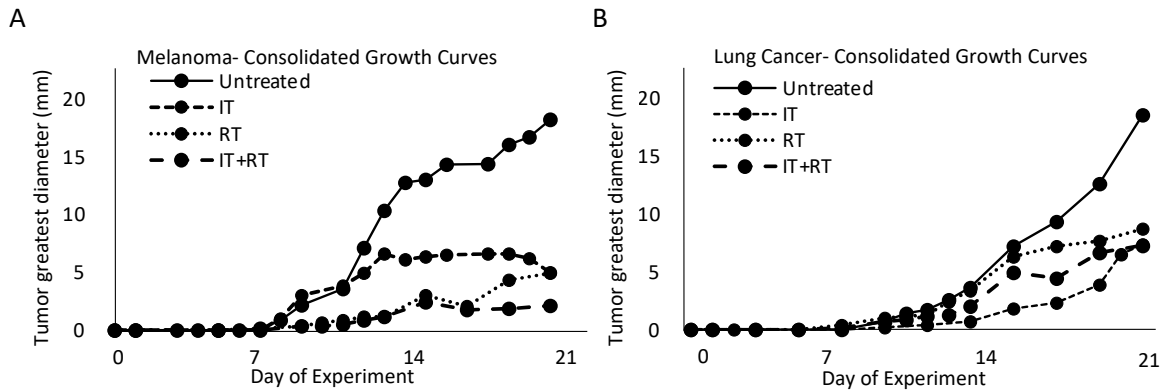 A
Melanoma- Consolidated Growth Curves
Untreated
IT
RT
IT+RT
Tumor greatest diameter (mm)
20
15
10
5
0
0 7 14 21
Day of Experiment
B
Lung Cancer- Consolidated Growth Curves
Untreated
IT
RT
IT+RT
Tumor greatest diameter (mm)
20
15
10
5
0
0 7 14 21
Day of Experiment